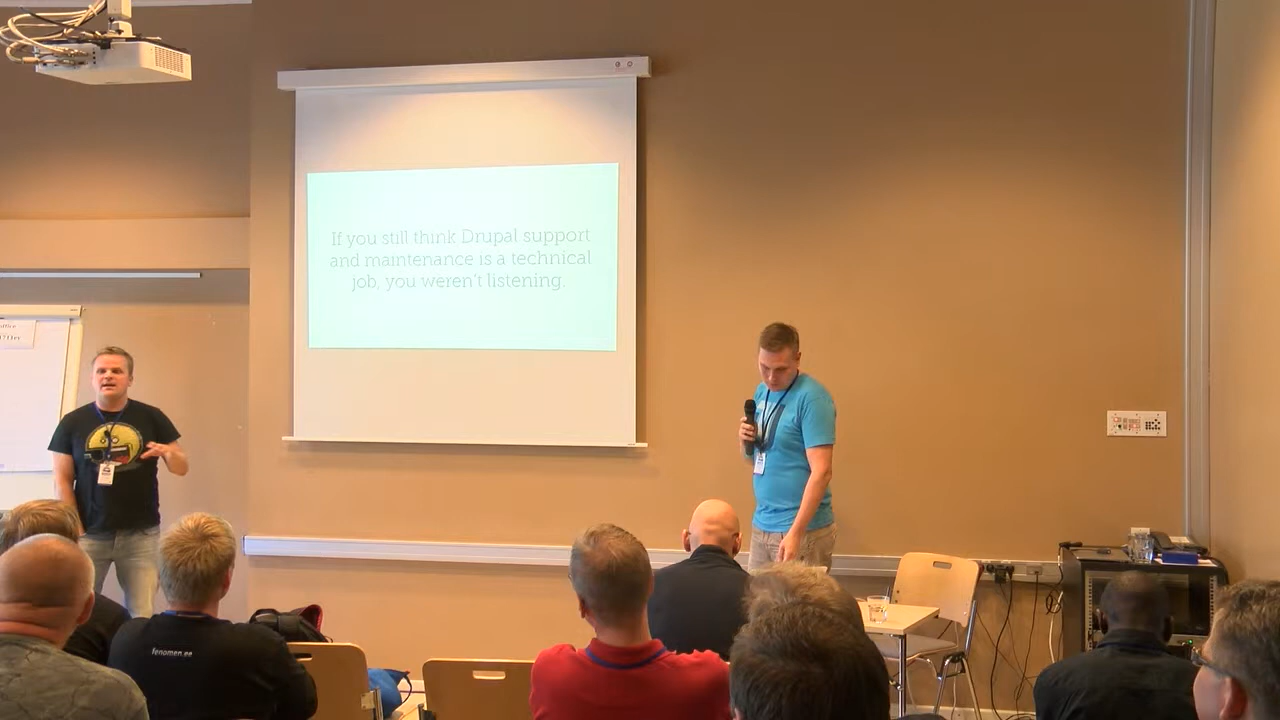 If you still think Drupal support
and maintenance is a technical
job, you weren't listening.
fenomen.ee